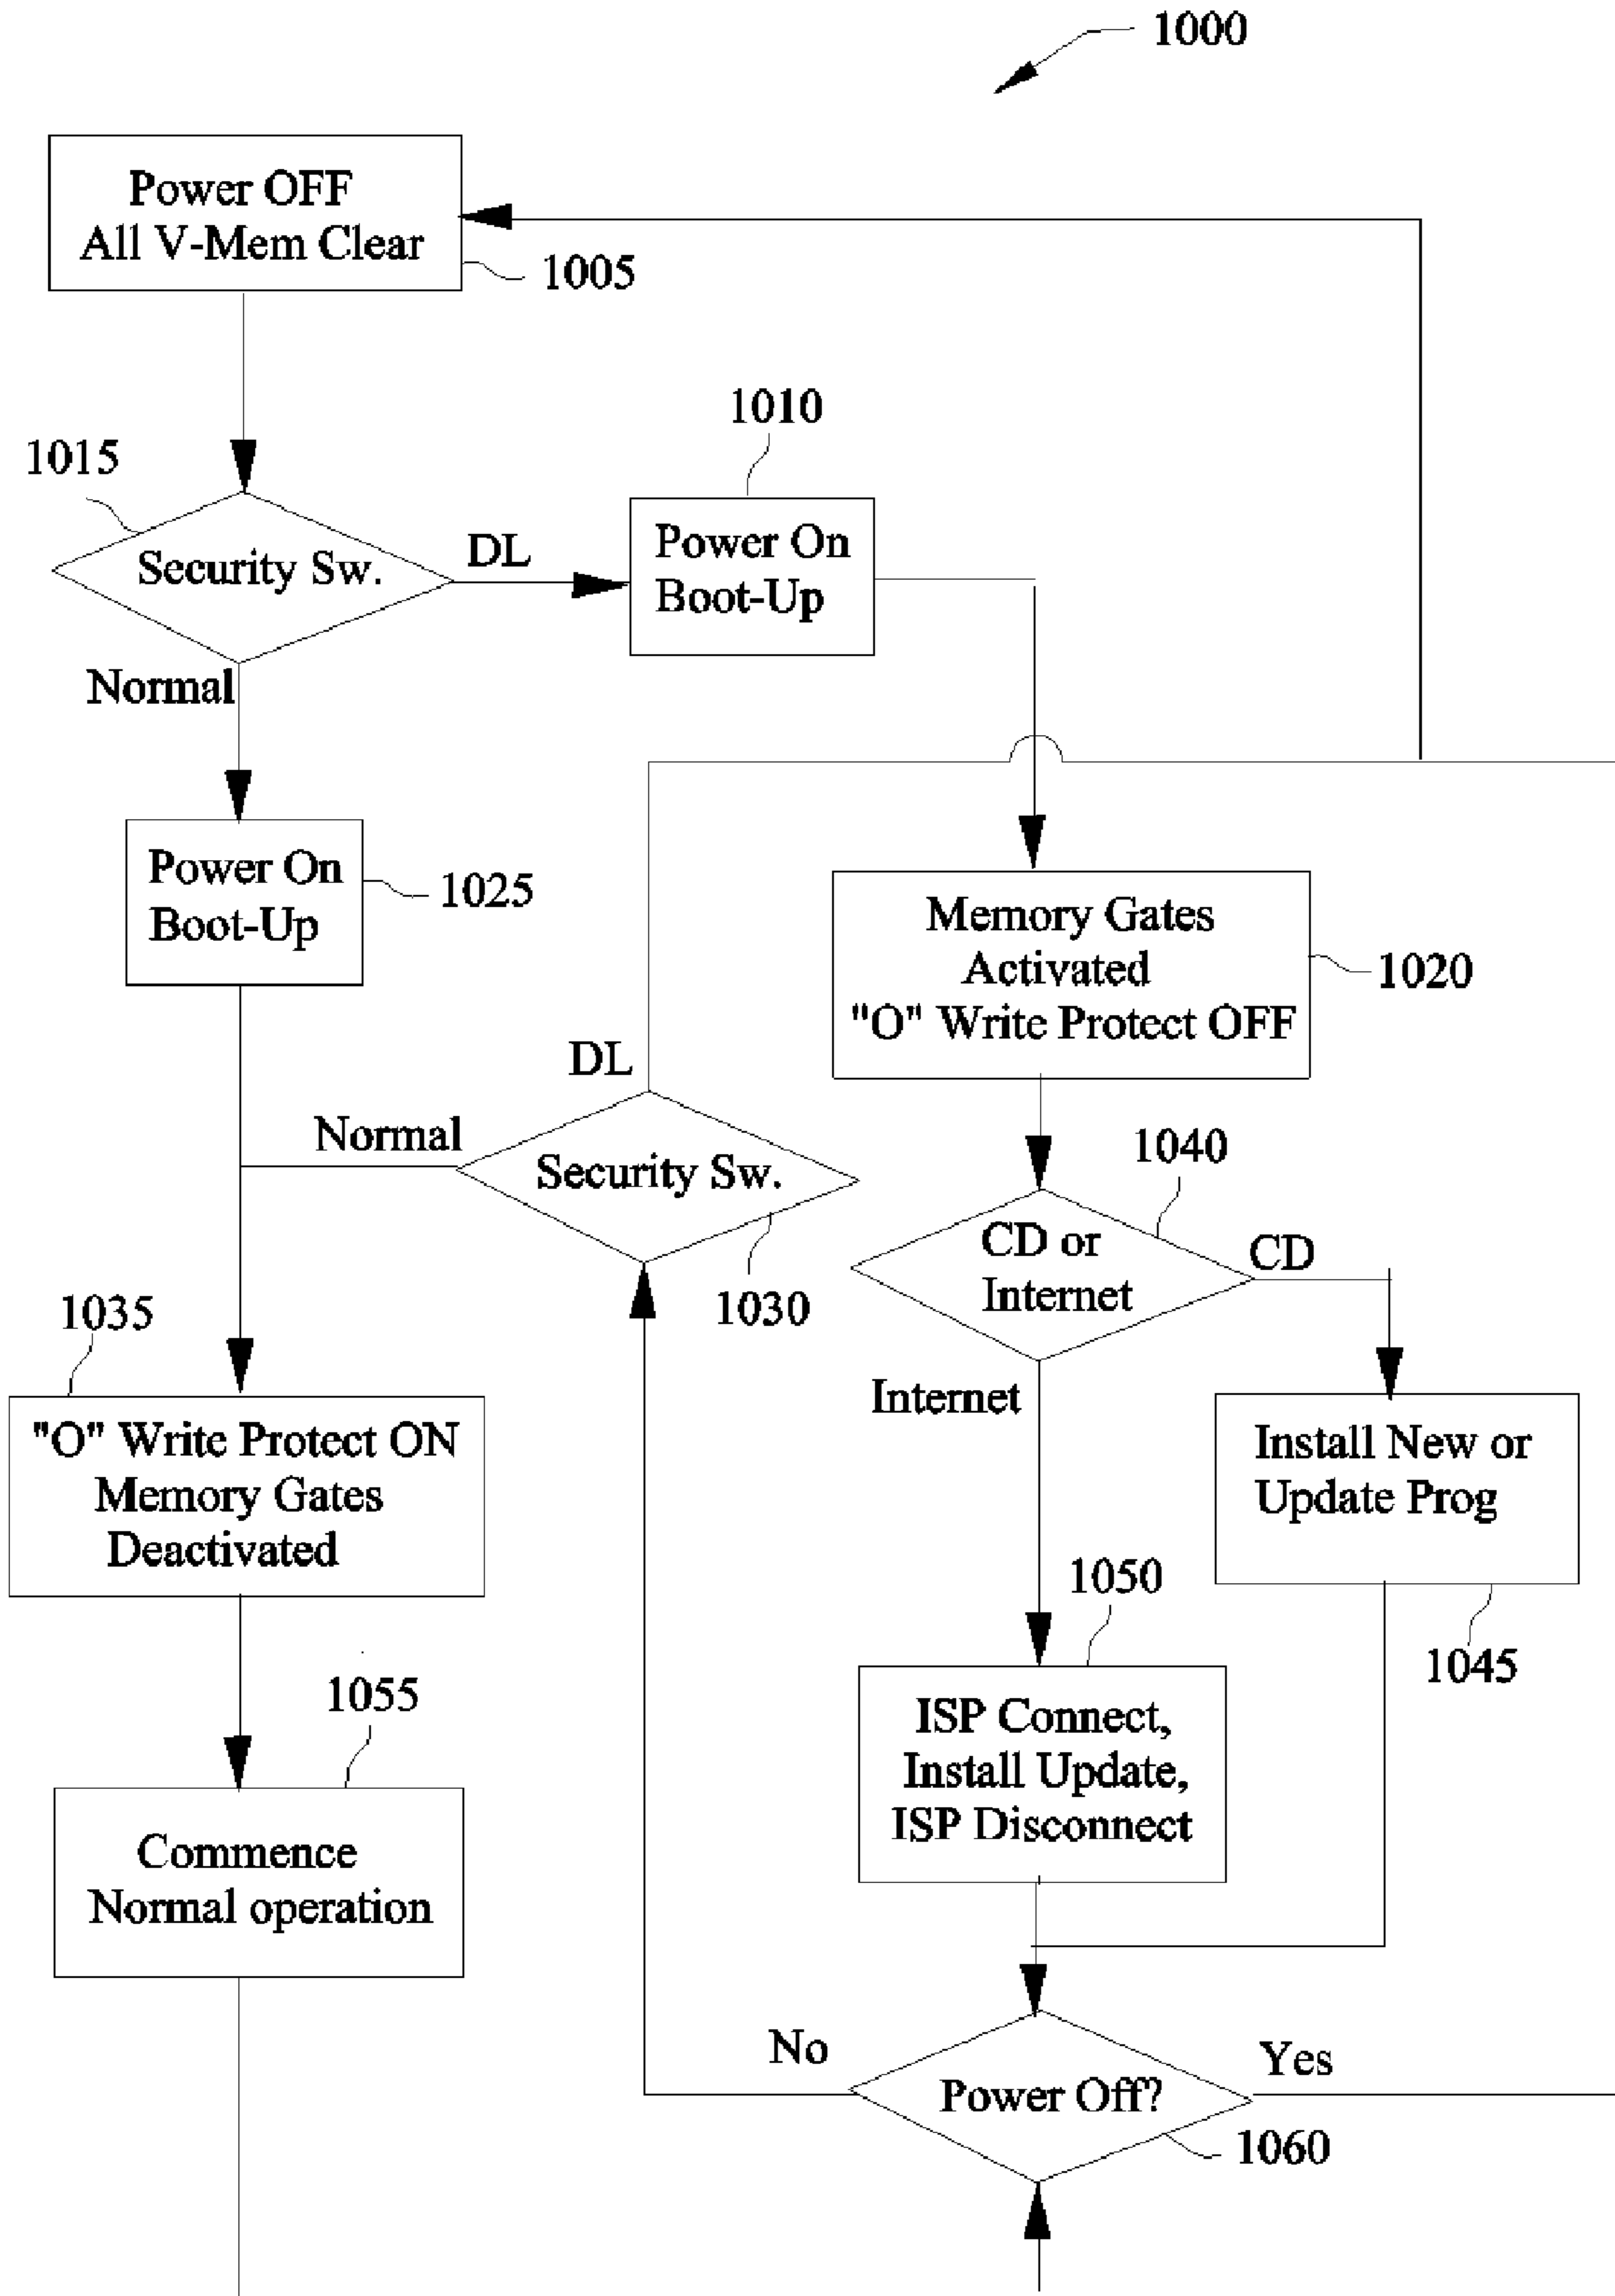 1000
Power OFF
All V-Mem Clear
1005
1010
1015
Security Sw.
DL
Power On
Boot-Up
Normal
Power On
Boot-Up
1025
Memory Gates
Activated
"O" Write Protect OFF
1020
DL
Normal
Security Sw.
1030
1040
CD or
Internet
CD
Internet
1035
"O" Write Protect ON
Memory Gates
Deactivated
Install New or
Update Prog
1045
1050
ISP Connect,
Install Update,
ISP Disconnect
1055
Commence
Normal operation
No
Yes
Power Off?
1060